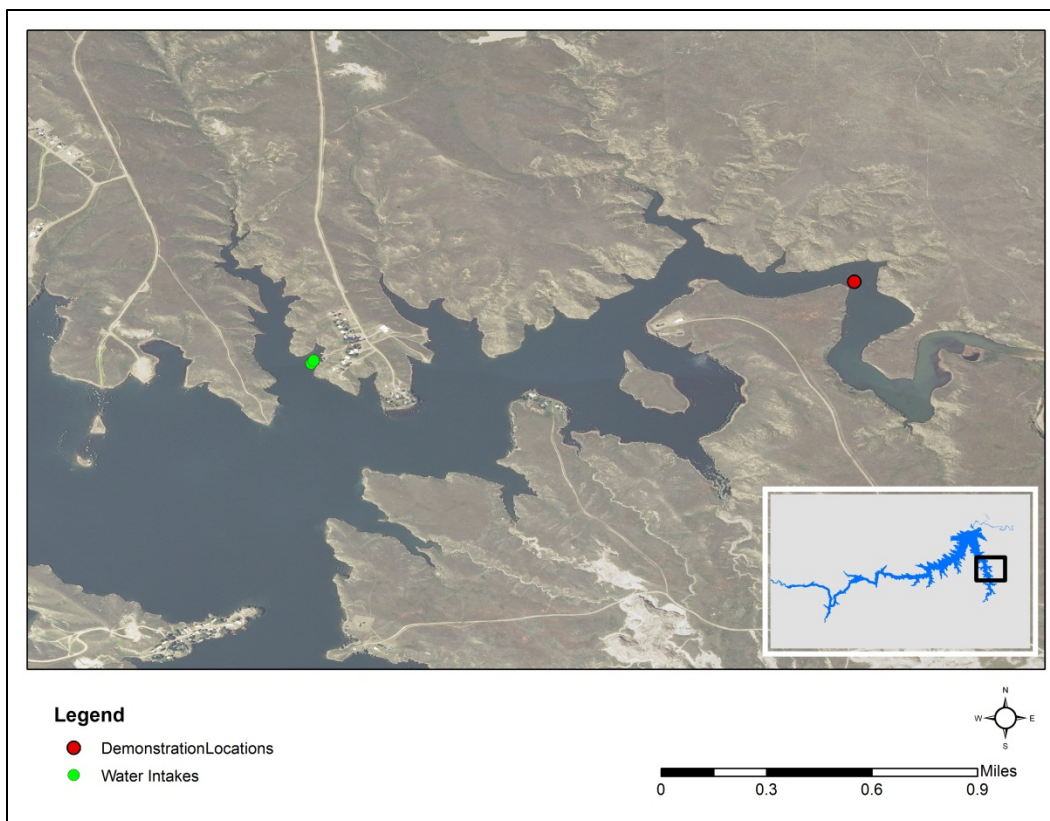 Legend
DemonstrationLocations
Water Intakes
N
W E
S
Miles
0 0.3 0.6 0.9